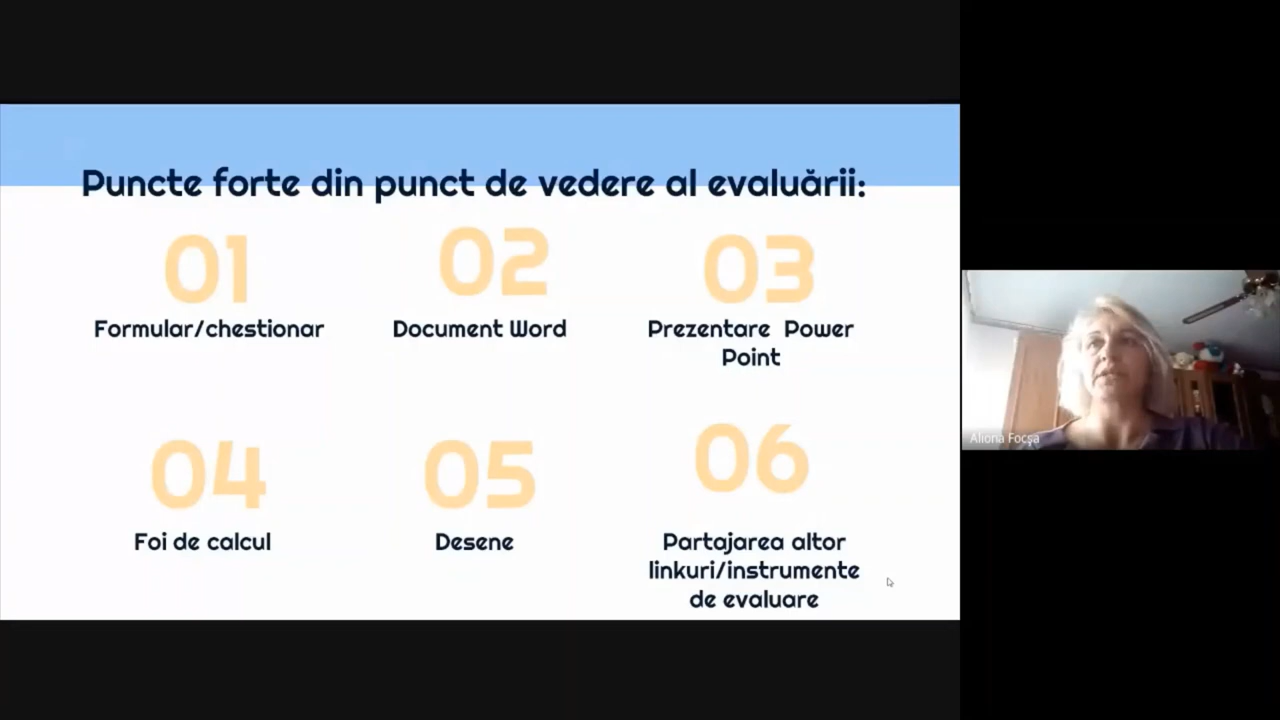 Puncte forte din punct de vedere al evaluării:
01
02
03
Formular/chestionar
Document Word
Prezentare Power
Point
04
05
06
Foi de calcul
Desene
Partajarea altor
linkuri/instrumente
de evaluare
Aliona Focșa